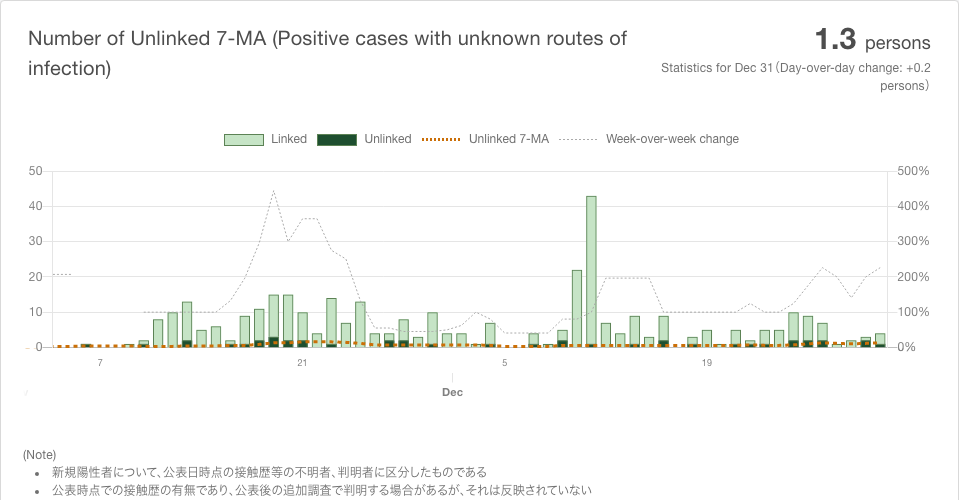 Number of Unlinked 7-MA (Positive cases with unknown routes of
infection)
1.3 persons
Statistics for Dec 31（Day-over-day change: +0.2
persons）
Linked
Unlinked
Unlinked 7-MA
Week-over-week change
50
500%
40
400%
30
300%
20
200%
10
100%
0
0%
7
21
5
19
Dec
(Note)
• 新規陽性者について、公表日時点の接触歴等の不明者、判明者に区分したものである
• 公表時点での接触歴の有無であり、公表後の追加調査で判明する場合があるが、それは反映されていない